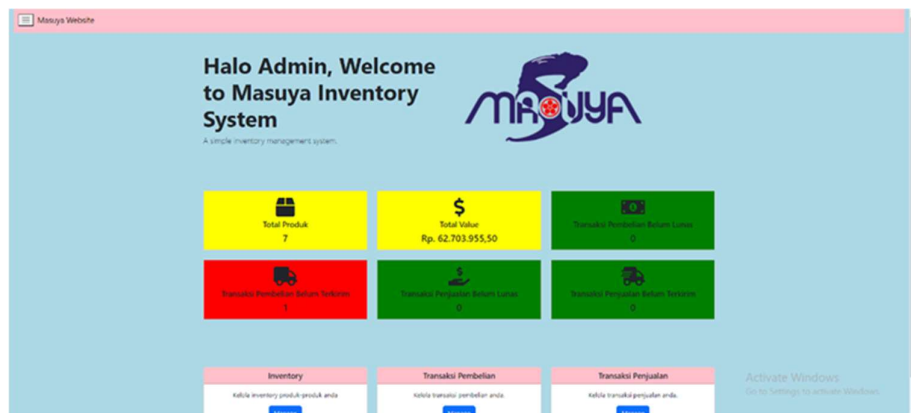 Masuya Website
Halo Admin, Welcome
to Masuya Inventory
System
A simple inventory management system.
MASUYA
Total Produk
7
Total Value
Rp. 62.703.955,50
Transaksi Pembelian Belum Lunas
0
Transaksi Pembelian Belum Terkirim
1
Transaksi Penjualan Belum Lunas
0
Transaksi Penjualan Belum Terkirim
0
Inventory
Kelola inventory produk-produk anda
Transaksi Pembelian
Kelola transaksi pembelian anda.
Transaksi Penjualan
Kelola transaksi penjualan anda.
Activate Windows
Go to Settings to activate Windows.